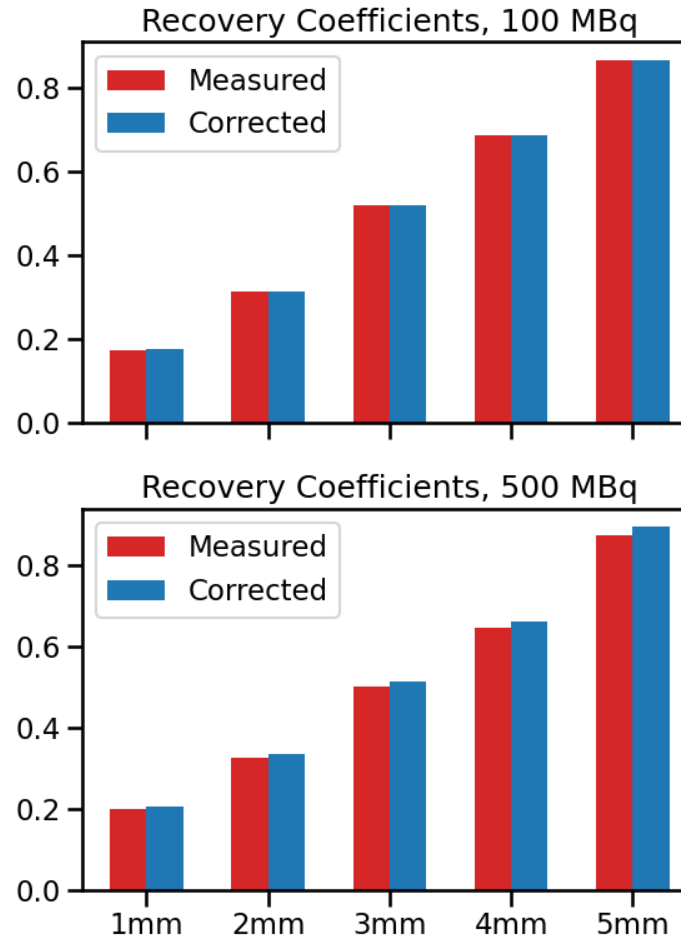 Recovery Coefficients, 100 MBq
Measured
Corrected
0.8
0.6
0.4
0.2
0.0
Recovery Coefficients, 500 MBq
Measured
Corrected
0.8
0.6
0.4
0.2
0.0
1mm 2mm 3mm 4mm 5mm